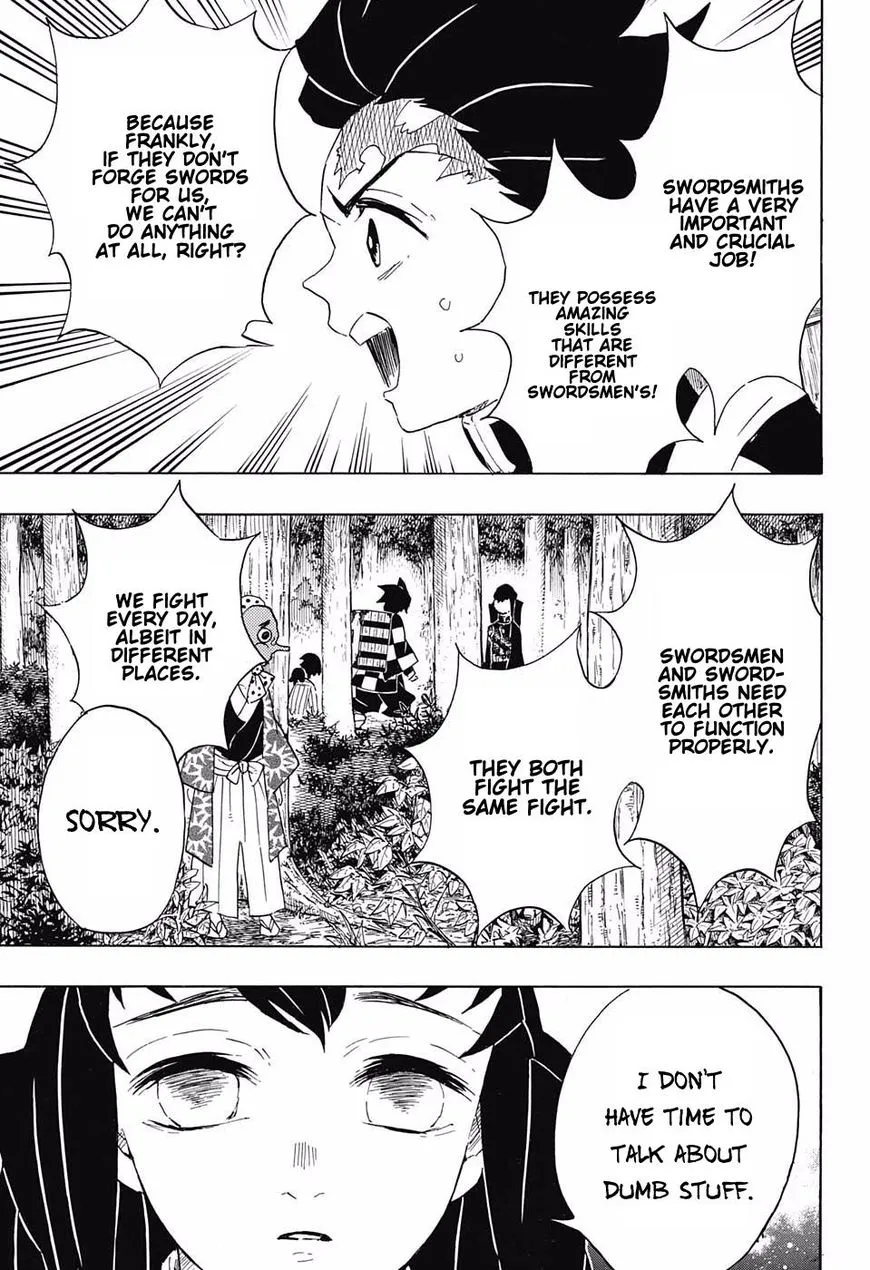 SWORDSMITHS
HAVE A VERY
IMPORTANT
AND CRUCIAL
JOB!
THEY POSSESS
AMAZING
SKILLS
THAT ARE
DIFFERENT
FROM
SWORDSMEN'S!
BECAUSE
FRANKLY,
IF THEY DON'T
FORGE SWORDS
FOR US,
WE CAN'T
DO ANYTHING
AT ALL, RIGHT?
SWORDSMEN
AND SWORD-
SMITHS NEED
EACH OTHER
TO FUNCTION
PROPERLY.
THEY BOTH
FIGHT THE
SAME FIGHT.
WE FIGHT
EVERY DAY,
ALBEIT IN
DIFFERENT
PLACES.
SORRY.
I DON'T
HAVE TIME TO
TALK ABOUT
DUMB STUFF.